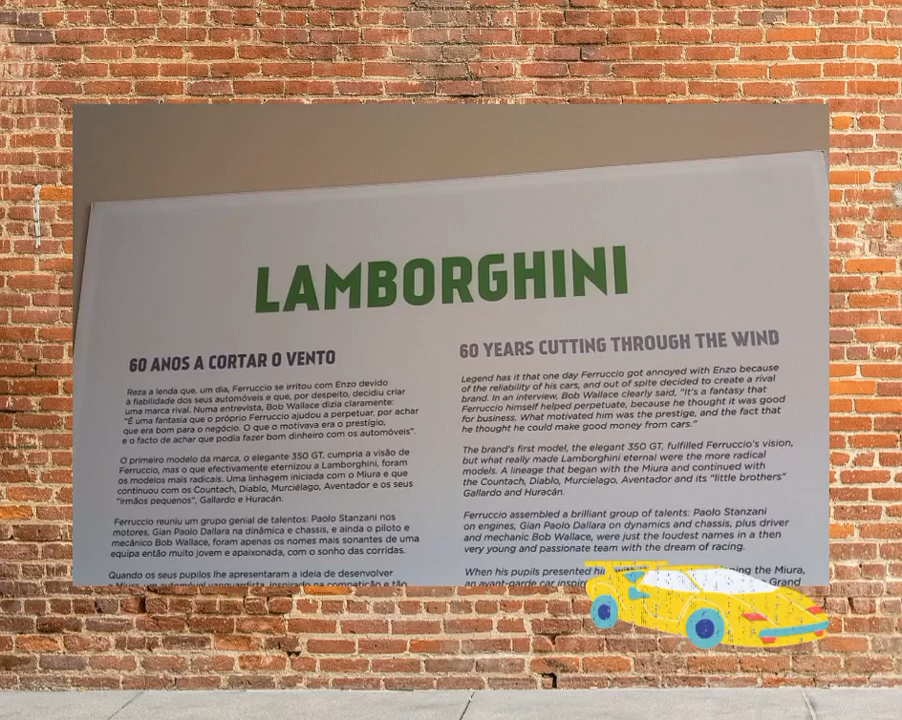 LAMBORGHINI
60 ANOS A CORTAR O VENTO
Reza a lenda que, um dia, Ferruccio se irritou com Enzo devido
à fiabilidade dos seus automóveis e que, por despeito, decidiu criar
uma marca rival. Numa entrevista, Bob Wallace dizia claramente:
"É uma fantasia que o próprio Ferruccio ajudou a perpetuar, por achar
que era bom para o negócio. O que o motivava era o prestígio,
e o facto de achar que podia fazer bom dinheiro com os automóveis".
O primeiro modelo da marca, o elegante 350 GT, cumpria a visão de
Ferruccio, mas o que efectivamente eternizou a Lamborghini, foram
os modelos mais radicais. Uma linhagem iniciada com o Miura e que
continuou com os Countach, Diablo, Murciélago, Aventador e os seus
"irmãos pequenos", Gallardo e Huracán.
Ferruccio reuniu um grupo genial de talentos: Paolo Stanzani nos
motores, Gian Paolo Dallara na dinâmica e chassis, e ainda o piloto e
mecânico Bob Wallace, foram apenas os nomes mais sonantes de uma
equipa então muito jovem e apaixonada, com o sonho das corridas.
Quando os seus pupilos lhe apresentaram a ideia de desenvolver
o Miura, um automóvel vanguardista, inspirado na competição e tão
60 YEARS CUTTING THROUGH THE WIND
Legend has it that one day Ferruccio got annoyed with Enzo because
of the reliability of his cars, and out of spite decided to create a rival
brand. In an interview, Bob Wallace clearly said, "It's a fantasy that
Ferruccio himself helped perpetuate, because he thought it was good
for business. What motivated him was the prestige, and the fact that
he thought he could make good money from cars."
The brand's first model, the elegant 350 GT, fulfilled Ferruccio's vision,
but what really made Lamborghini eternal were the more radical
models. A lineage that began with the Miura and continued with
the Countach, Diablo, Murcielago, Aventador and its "little brothers"
Gallardo and Huracán.
Ferruccio assembled a brilliant group of talents: Paolo Stanzani
on engines, Gian Paolo Dallara on dynamics and chassis, plus driver
and mechanic Bob Wallace, were just the loudest names in a then
very young and passionate team with the dream of racing.
When his pupils presented him the Miura,
an avant-garde car Grand